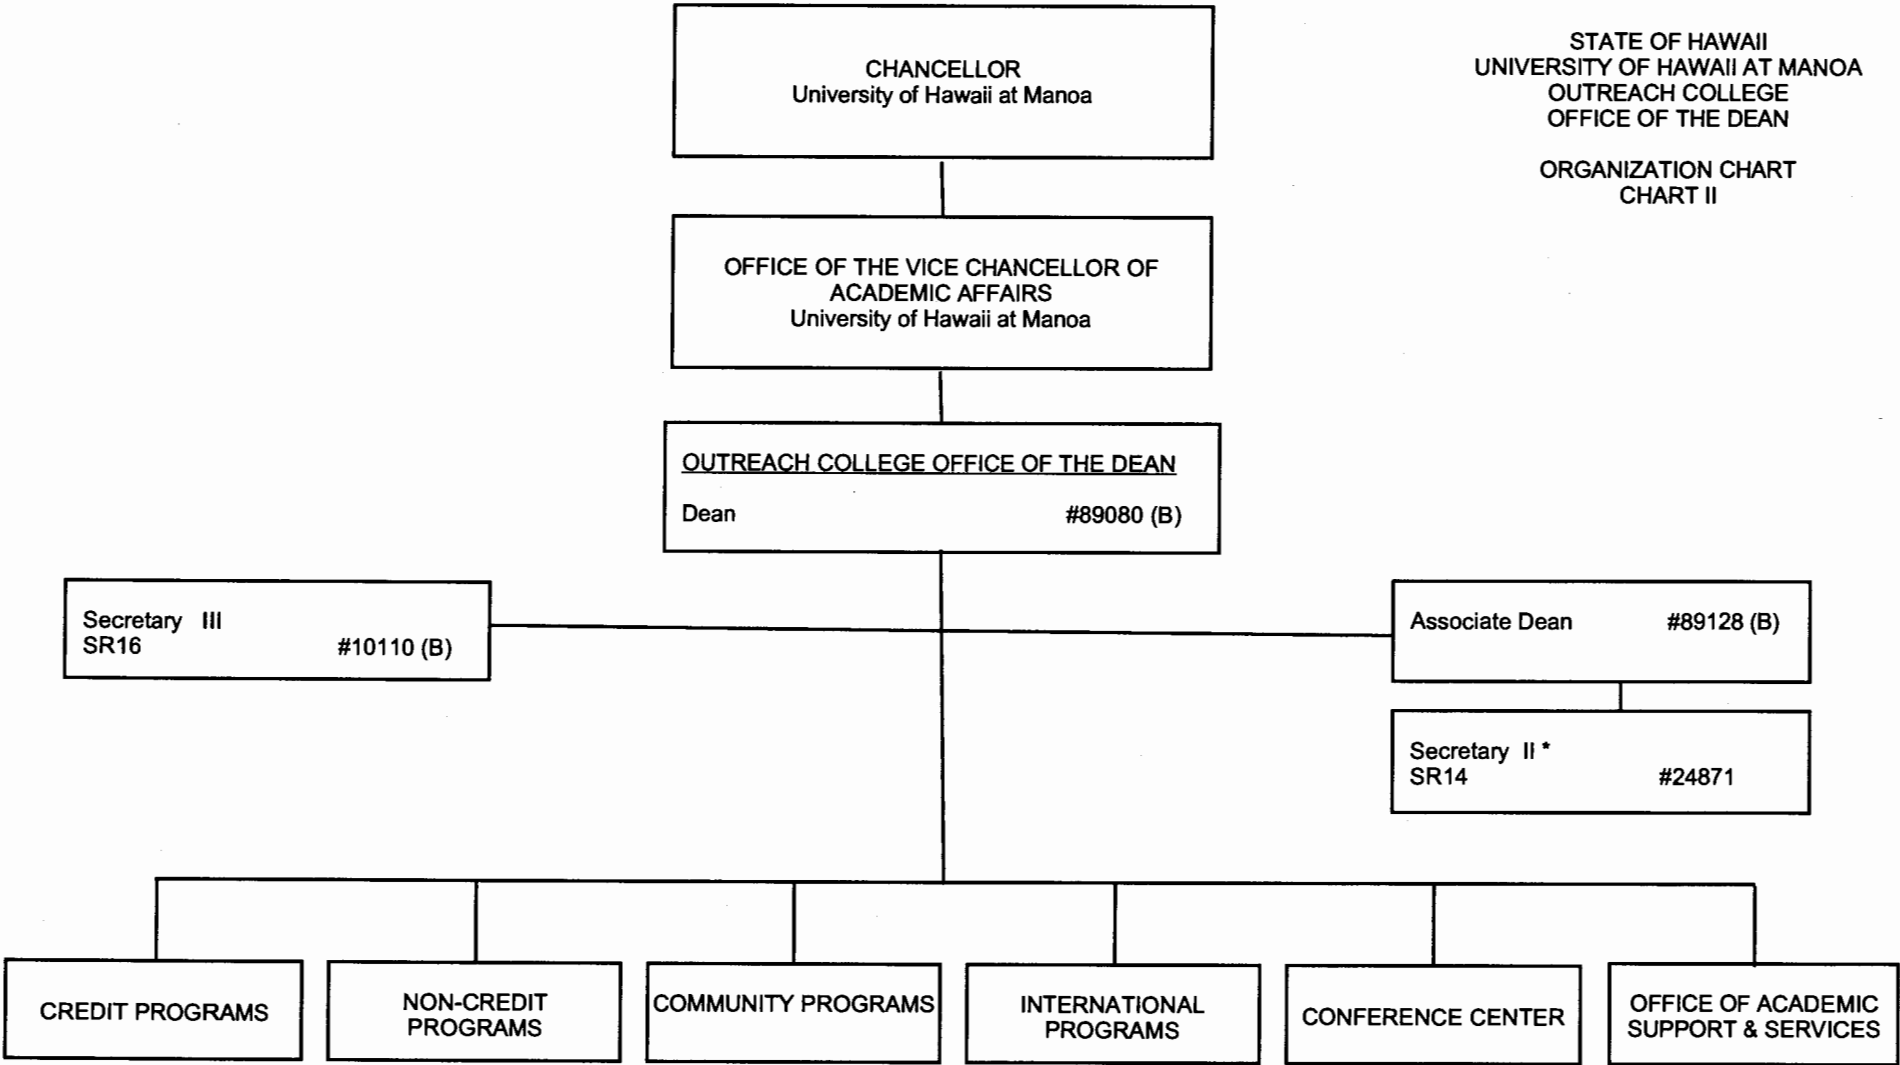 STATE OF HAWAII
UNIVERSITY OF HAWAII AT MANOA
OUTREACH COLLEGE
OFFICE OF THE DEAN
ORGANIZATION CHART
CHART II
CHANCELLOR
University of Hawaii at Manoa
OFFICE OF THE VICE CHANCELLOR OF
ACADEMIC AFFAIRS
University of Hawaii at Manoa
OUTREACH COLLEGE OFFICE OF THE DEAN
Dean #89080 (B)
Secretary III
SR16 #10110 (B)
Associate Dean #89128 (B)
Secretary II *
SR14 #24871
CREDIT PROGRAMS
NON-CREDIT
PROGRAMS
COMMUNITY PROGRAMS
INTERNATIONAL
PROGRAMS
CONFERENCE CENTER
OFFICE OF ACADEMIC
SUPPORT & SERVICES